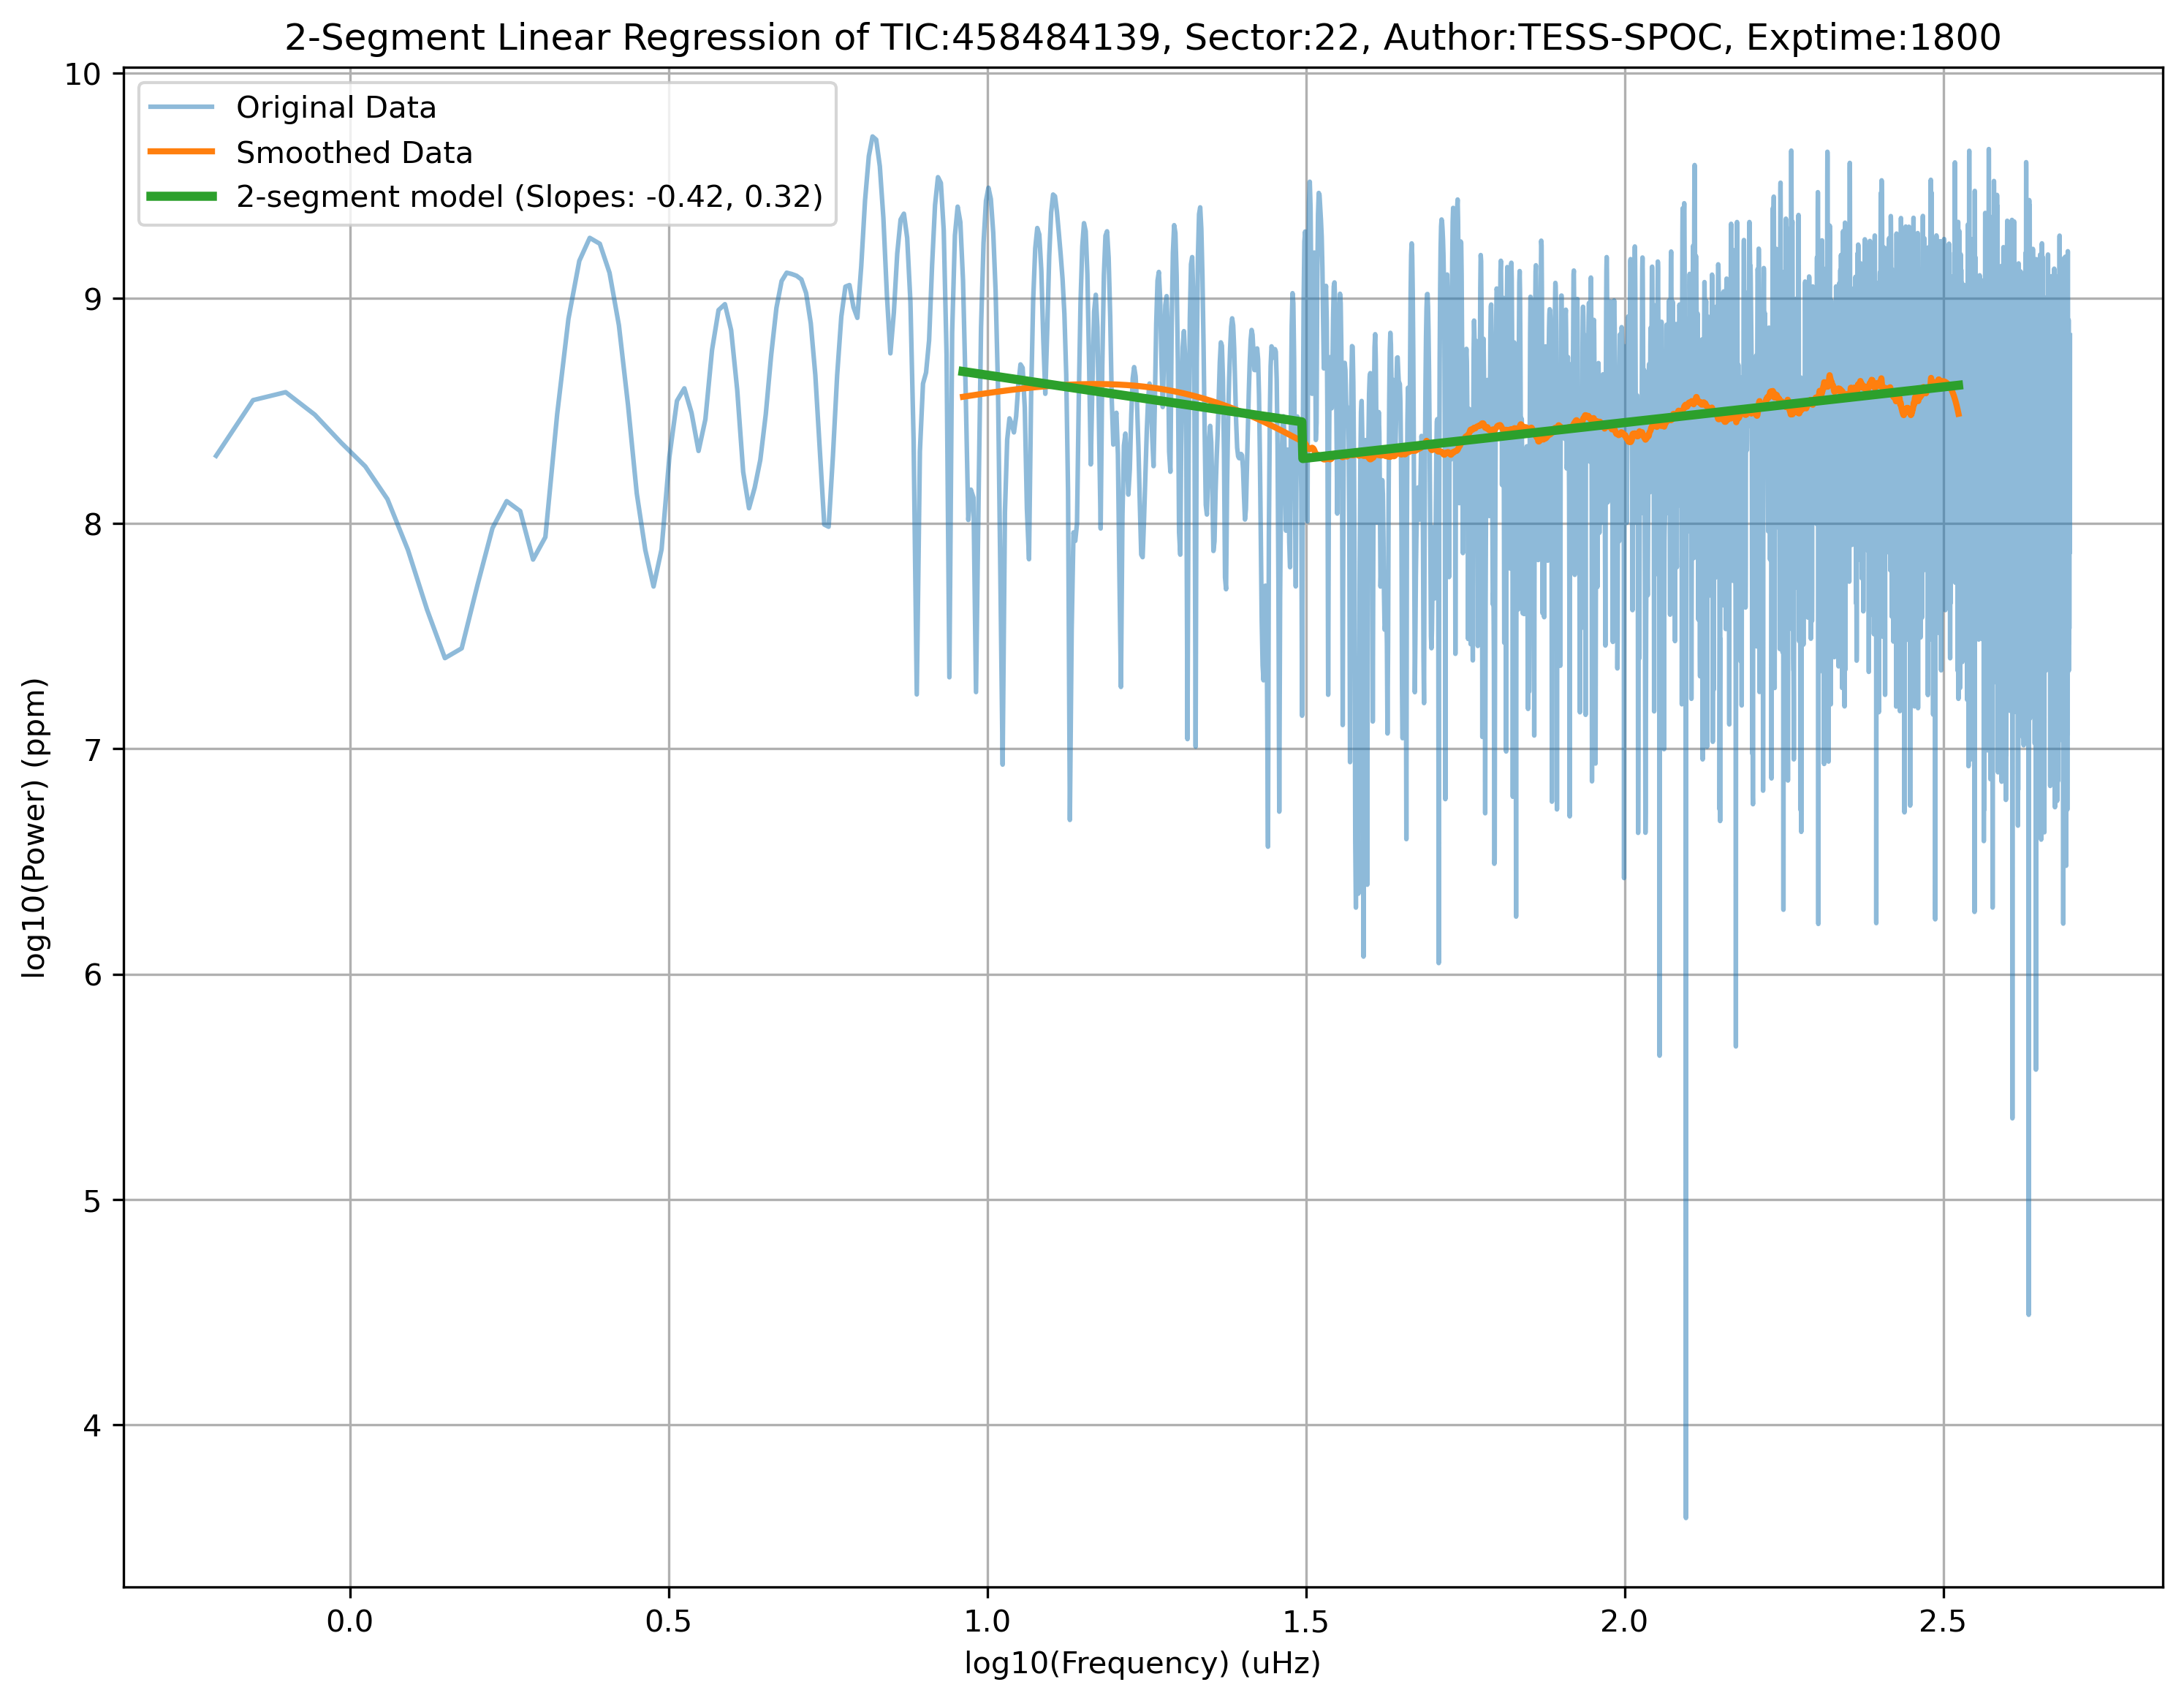 2-Segment Linear Regression of TIC:458484139, Sector:22, Author:TESS-SPOC, Exptime:1800
Original Data
Smoothed Data
2-segment model (Slopes: -0.42, 0.32)
log10(Power) (ppm)
10
9
8
7
6
5
4
0.0
0.5
1.0
1.5
2.0
2.5
log10(Frequency) (uHz)